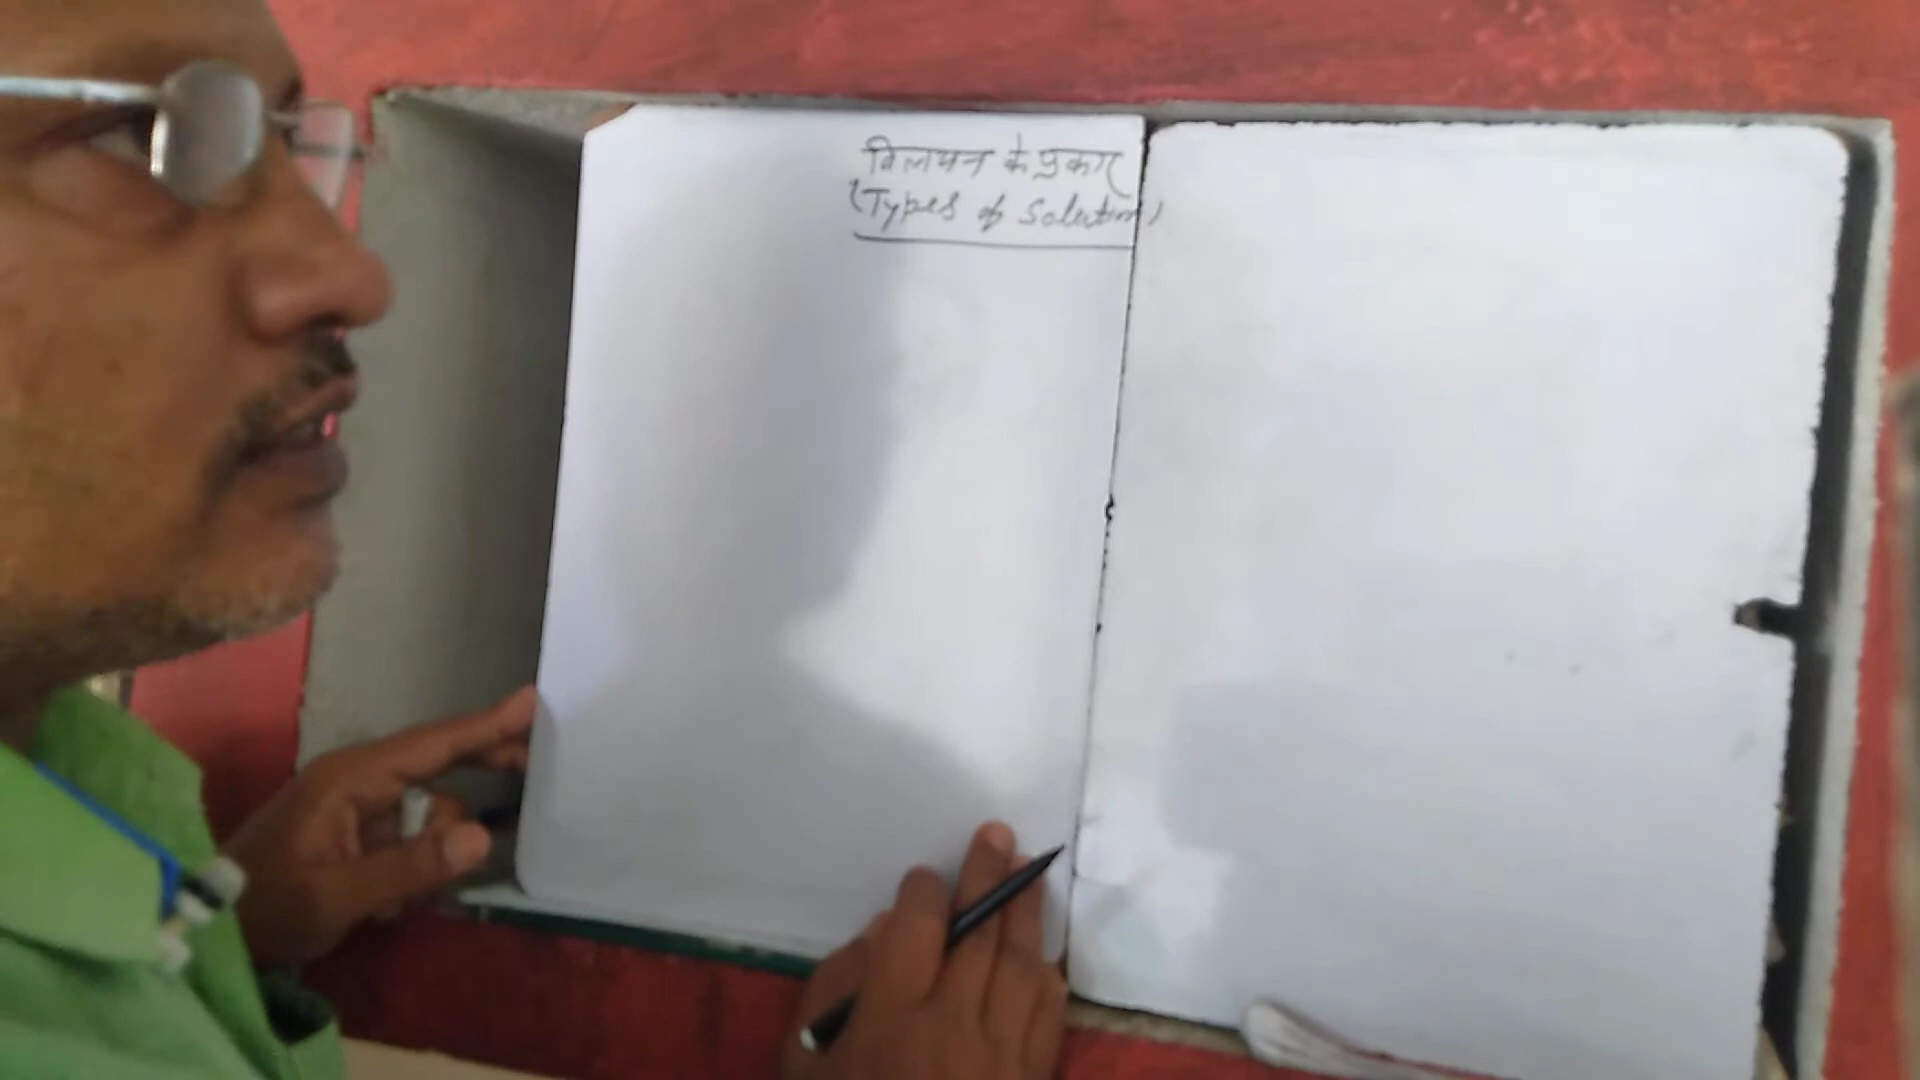 विलयन के प्रकार
(Types of Solution)